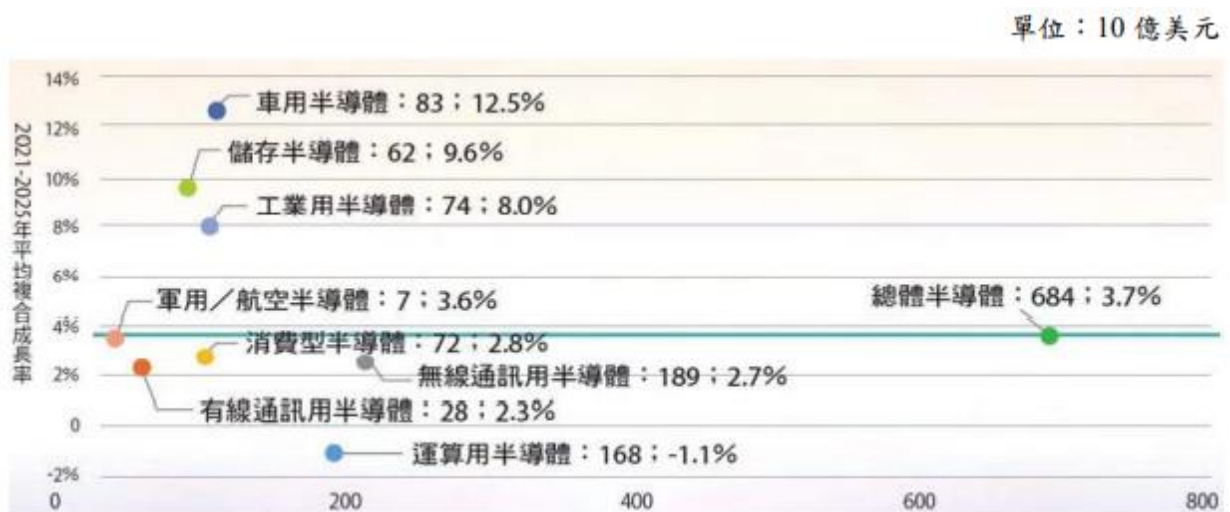 單位：10 億美元
14%
車用半導體：83；12.5%
12%
儲存半導體：62；9.6%
10%
工業用半導體：74；8.0%
8%
6%
軍用／航空半導體：7；3.6%
總體半導體：684；3.7%
4%
消費型半導體：72；2.8%
無線通訊用半導體：189；2.7%
2%
有線通訊用半導體：28；2.3%
0
運算用半導體：168；-1.1%
-2%
2021-2025年平均複合成長率
0
200
400
600
800